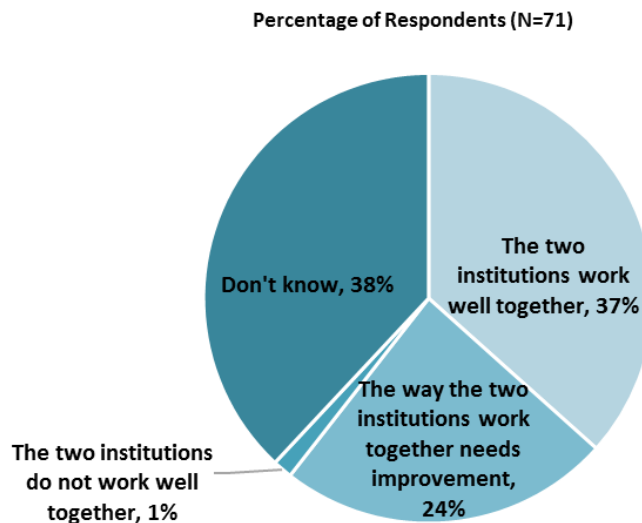 Percentage of Respondents (N=71)
The two
institutions work
well together, 37%
Don't know, 38%
The way the two
institutions work
together needs
improvement,
24%
The two institutions
do not work well
together, 1%